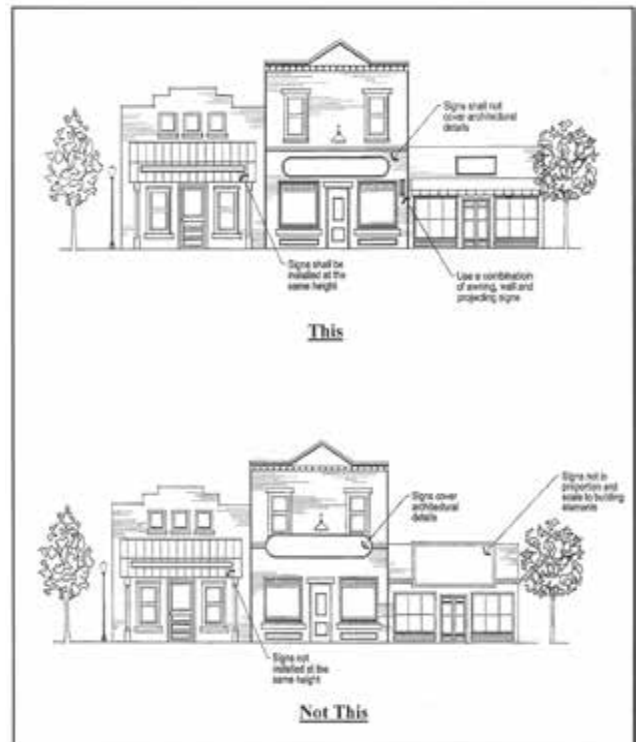 Signs shall not
cover architectural
details
Signs shall be
installed at the
same height
Use a combination
of awning, wall and
projecting signs
This
Signs not in
proportion and
scale to building
elements
Signs cover
architectural
details
Signs not
installed at the
same height
Not This